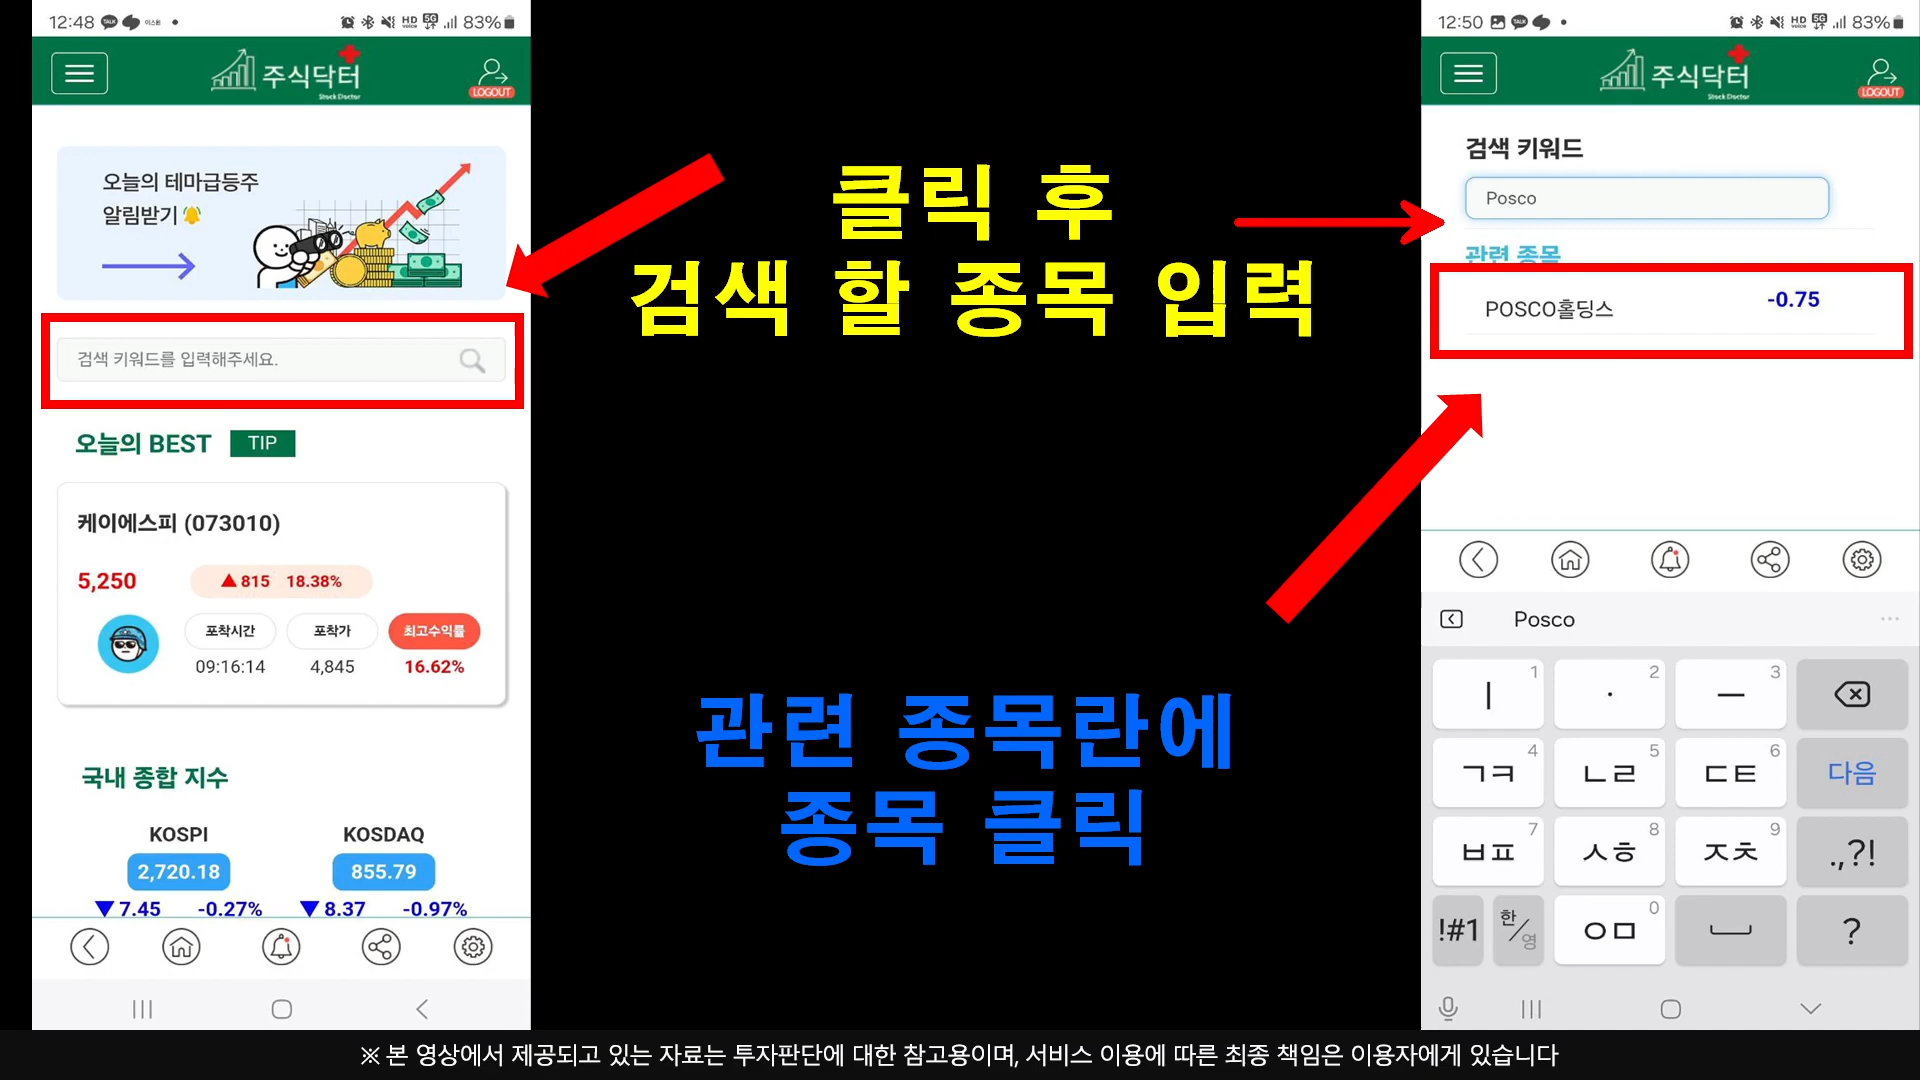 12:48
HD
5G
83%
주식닥터
Stock Doctor
LOGOUT
오늘의 테마급등주
알림받기
검색 키워드를 입력해주세요.
오늘의 BEST TIP
케이에스피 (073010)
5,250 ▲815 18.38%
포착시간 포착가 최고수익률
09:16:14 4,845 16.62%
국내 종합 지수
KOSPI KOSDAQ
2,720.18 855.79
▼7.45 -0.27% ▼8.37 -0.97%
클릭 후
검색 할 종목 입력
관련 종목란에
종목 클릭
12:50
HD
5G
83%
주식닥터
Stock Doctor
LOGOUT
검색 키워드
Posco
관련 종목
POSCO홀딩스 -0.75
Posco
ㅣ 1 · 2 ㅡ 3
ㄱㅋ 4 ㄴㄹ 5 ㄷㅌ 6 다음
ㅂㅍ 7 ㅅㅎ 8 ㅈㅊ 9 .,?!
!#1 한/영 ㅇㅁ 0 ?
※ 본 영상에서 제공되고 있는 자료는 투자판단에 대한 참고용이며, 서비스 이용에 따른 최종 책임은 이용자에게 있습니다